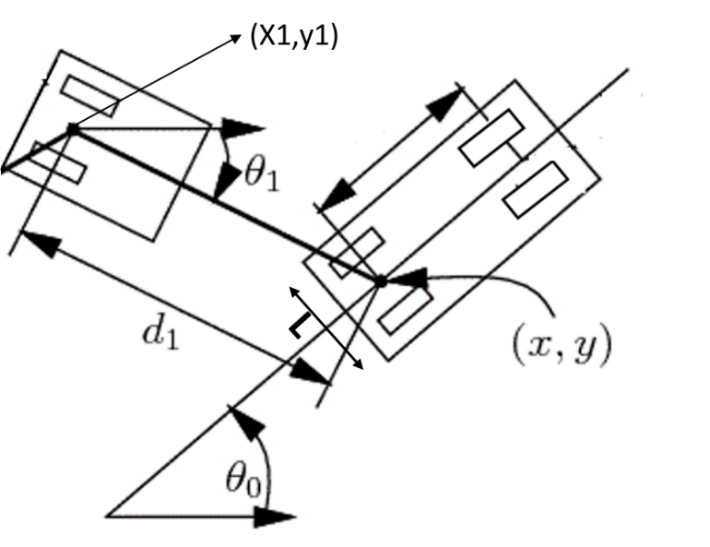 (X1,y1)
θ₁
d₁
L
(x, y)
θ₀